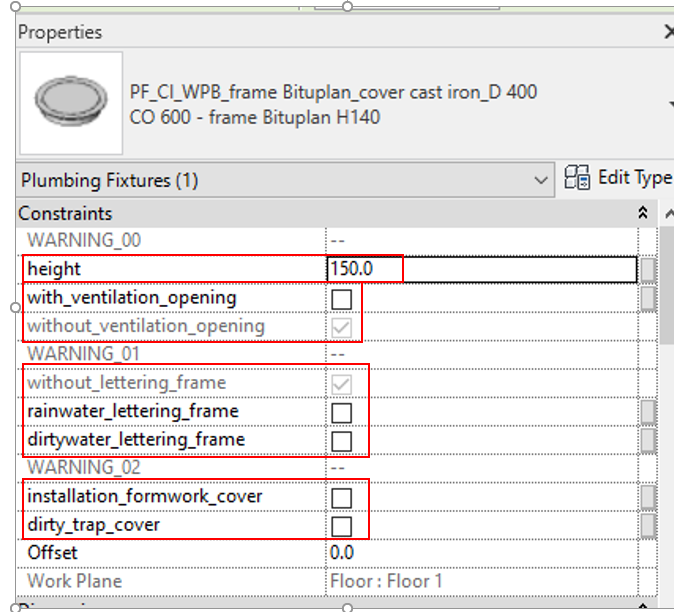 Properties
PF_CI_WPB_frame Bituplan_cover cast iron_D 400
CO 600 - frame Bituplan H140
Plumbing Fixtures (1)
Edit Type
Constraints
WARNING_00 --
height 150.0
with_ventilation_opening
without_ventilation_opening
WARNING_01 --
without_lettering_frame
rainwater_lettering_frame
dirtywater_lettering_frame
WARNING_02 --
installation_formwork_cover
dirty_trap_cover
Offset 0.0
Work Plane Floor : Floor 1